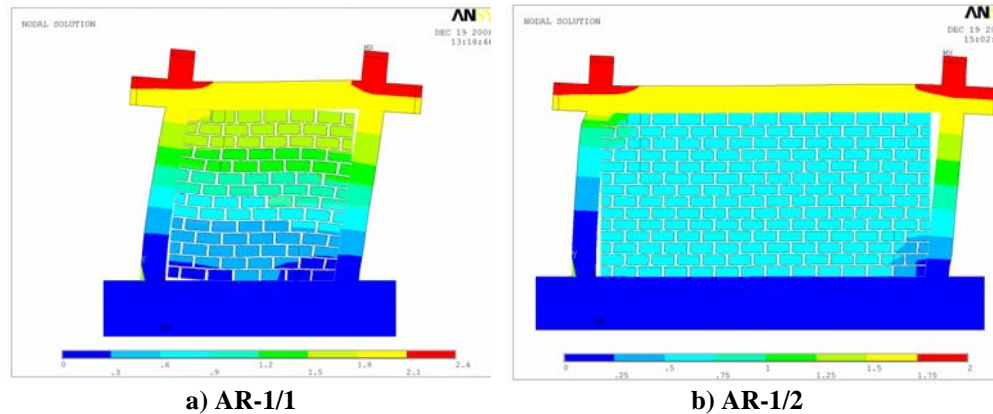 NODAL SOLUTION
AN
DEC 19 200
13:18:46
MX
0 .3 .6 .9 1.2 1.5 1.8 2.1 2.4
a) AR-1/1
NODAL SOLUTION
AN
DEC 19 20
15:02:
MX
0 .25 .5 .75 1 1.25 1.5 1.75 2
b) AR-1/2